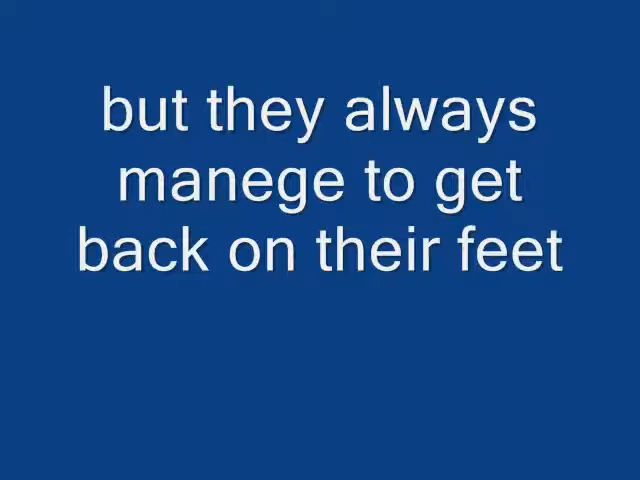 but they always
manege to get
back on their feet